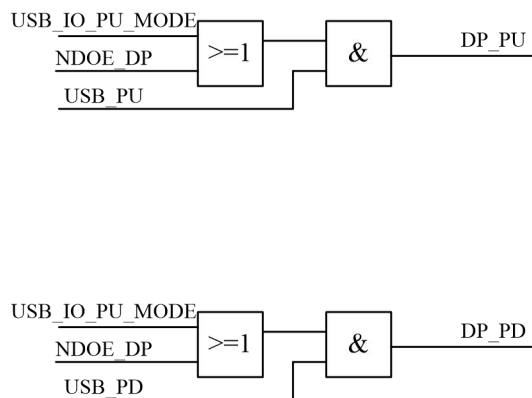 USB_IO_PU_MODE
NDOE_DP
USB_PU
>=1
&
DP_PU
USB_IO_PU_MODE
NDOE_DP
USB_PD
>=1
&
DP_PD